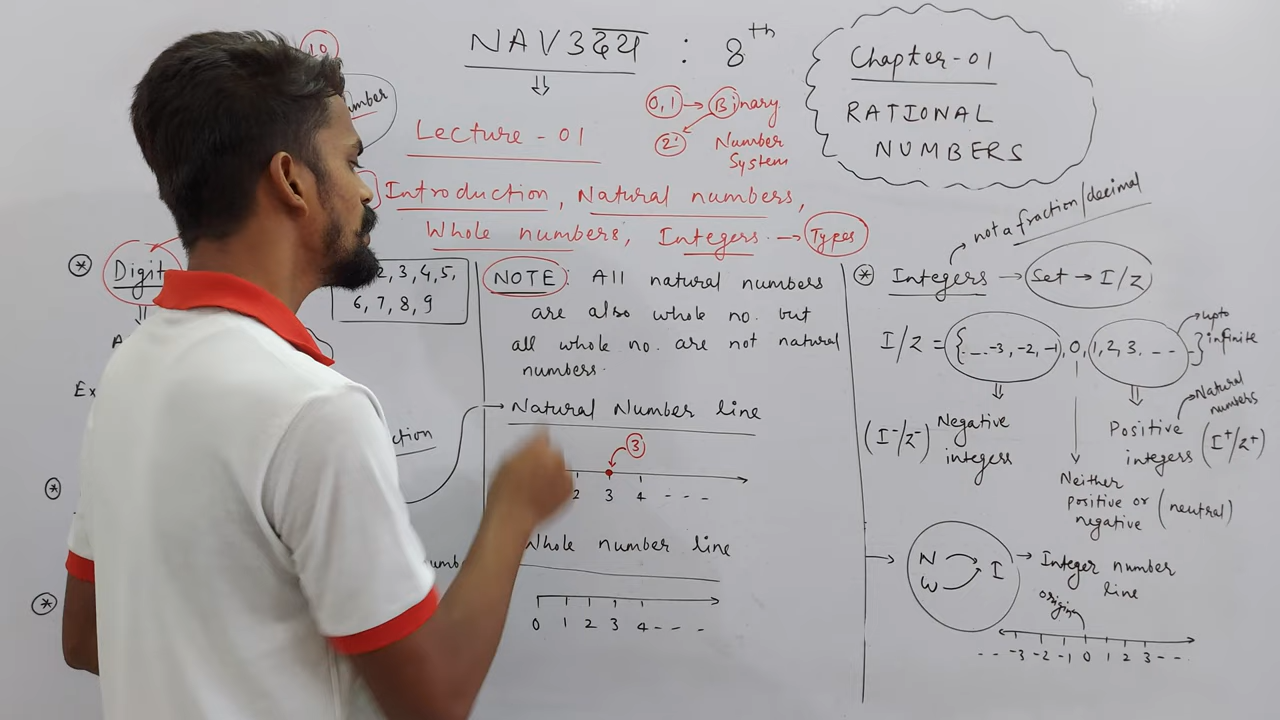 NAV उदय : 8th
Chapter-01
RATIONAL
NUMBERS
10
0,1 → Binary
2
Number
System
Lecture - 01
Introduction, Natural numbers,
Whole numbers, Integers → Types
Digit
2, 3, 4, 5,
6, 7, 8, 9
Ex
NOTE : All natural numbers
are also whole no. but
all whole no. are not natural
numbers.
→ Natural Number line
3
2 3 4 - - -
Whole number line
0 1 2 3 4 - - -
not a fraction/decimal
Integers → Set → I/Z
I/Z = {... -3, -2, -1, 0, 1, 2, 3, ... }
upto
infinite
(I⁻/Z⁻) Negative
integers
Neither
positive or
negative (neutral)
Natural
numbers
Positive
integers (I⁺/Z⁺)
N
W → I
→ Integer number
line
origin
- - -3 -2 -1 0 1 2 3 - -